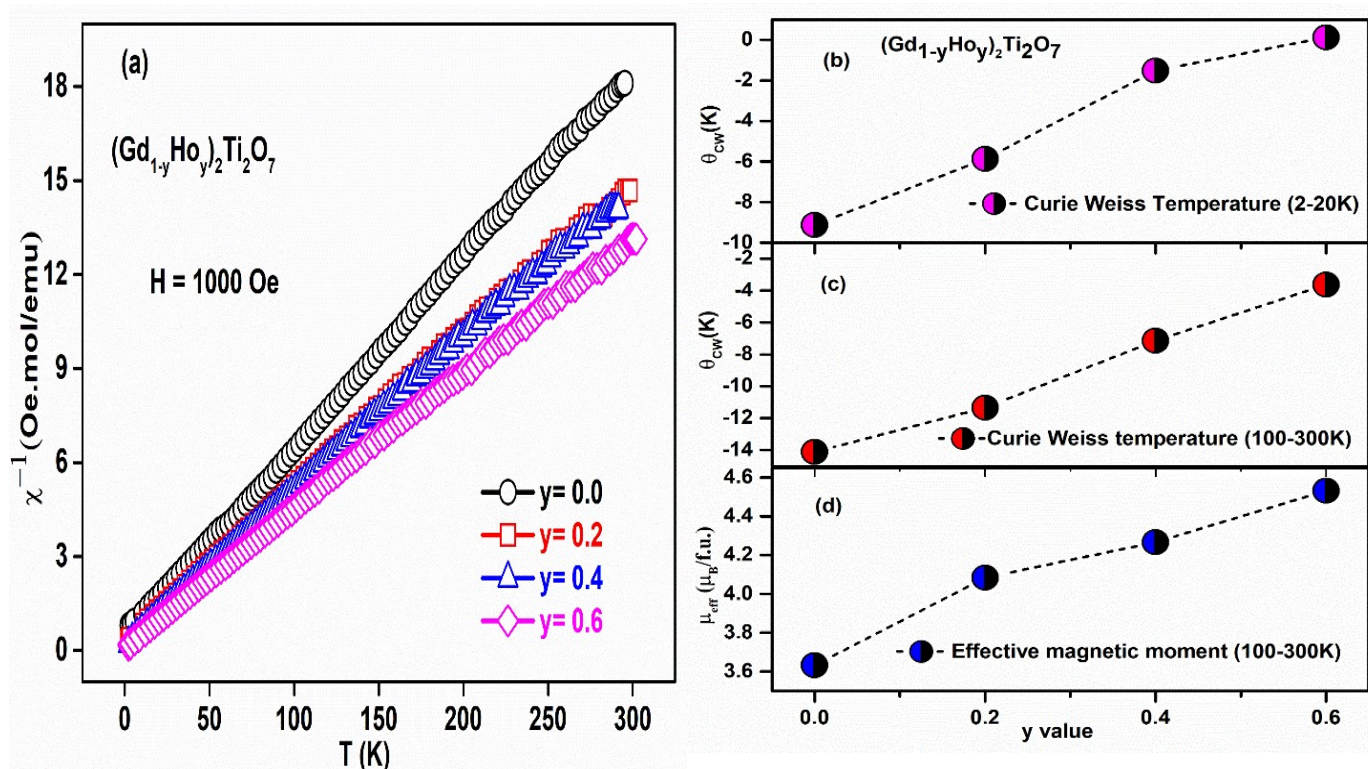 (a)
(Gd1-yHoy)2Ti2O7
H = 1000 Oe
χ−1 (Oe.mol/emu)
18
15
12
9
6
3
0
y= 0.0
y= 0.2
y= 0.4
y= 0.6
0 50 100 150 200 250 300
T (K)
(b)
(Gd1-yHoy)2Ti2O7
θCW(K)
0
-2
-4
-6
-8
-10
Curie Weiss Temperature (2-20K)
(c)
θCW(K)
-2
-4
-6
-8
-10
-12
-14
Curie Weiss temperature (100-300K)
(d)
μeff (μB/f.u.)
4.6
4.4
4.2
4.0
3.8
3.6
Effective magnetic moment (100-300K)
0.0 0.2 0.4 0.6
y value